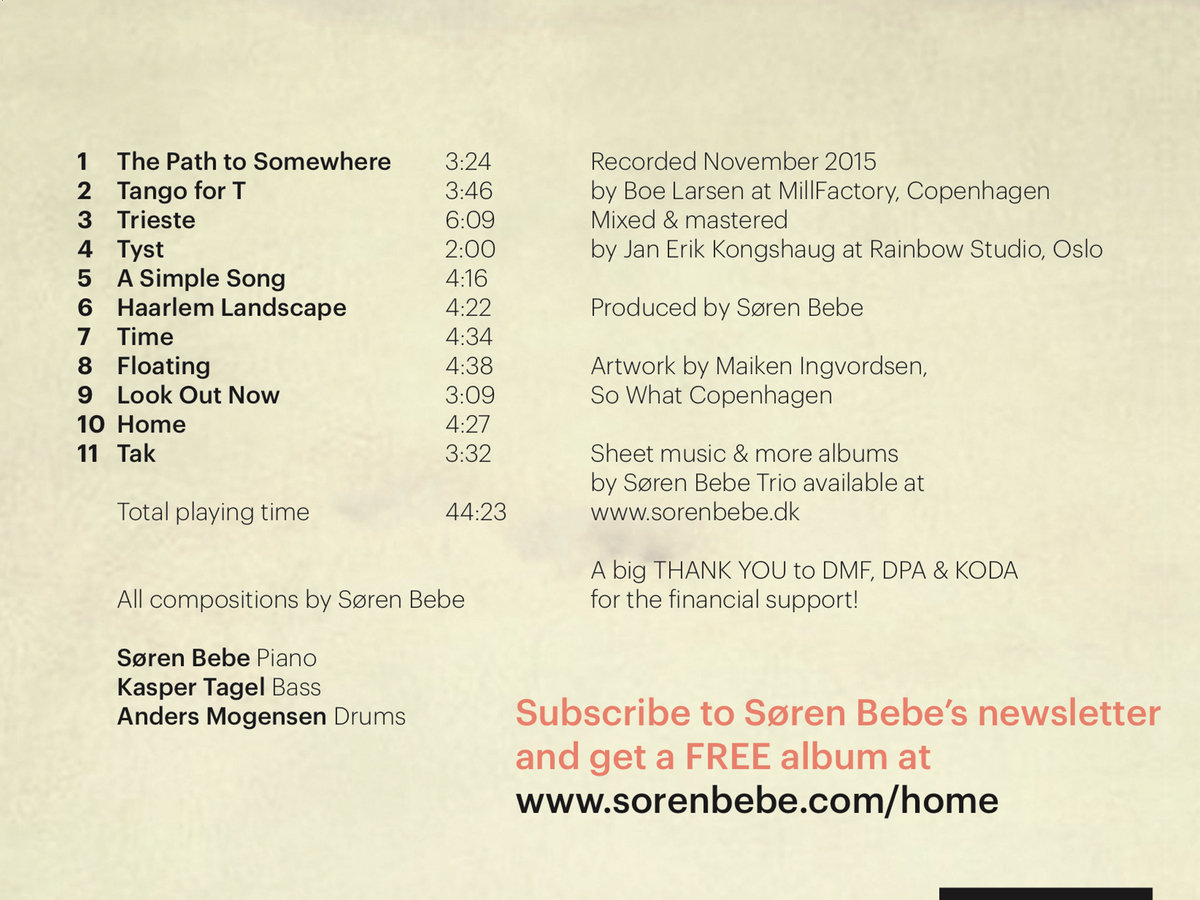 1 The Path to Somewhere 3:24
2 Tango for T 3:46
3 Trieste 6:09
4 Tyst 2:00
5 A Simple Song 4:16
6 Haarlem Landscape 4:22
7 Time 4:34
8 Floating 4:38
9 Look Out Now 3:09
10 Home 4:27
11 Tak 3:32
Total playing time 44:23
All compositions by Søren Bebe
Søren Bebe Piano
Kasper Tagel Bass
Anders Mogensen Drums
Recorded November 2015
by Boe Larsen at MillFactory, Copenhagen
Mixed & mastered
by Jan Erik Kongshaug at Rainbow Studio, Oslo
Produced by Søren Bebe
Artwork by Maiken Ingvordsen,
So What Copenhagen
Sheet music & more albums
by Søren Bebe Trio available at
www.sorenbebe.dk
A big THANK YOU to DMF, DPA & KODA
for the financial support!
Subscribe to Søren Bebe’s newsletter
and get a FREE album at
www.sorenbebe.com/home